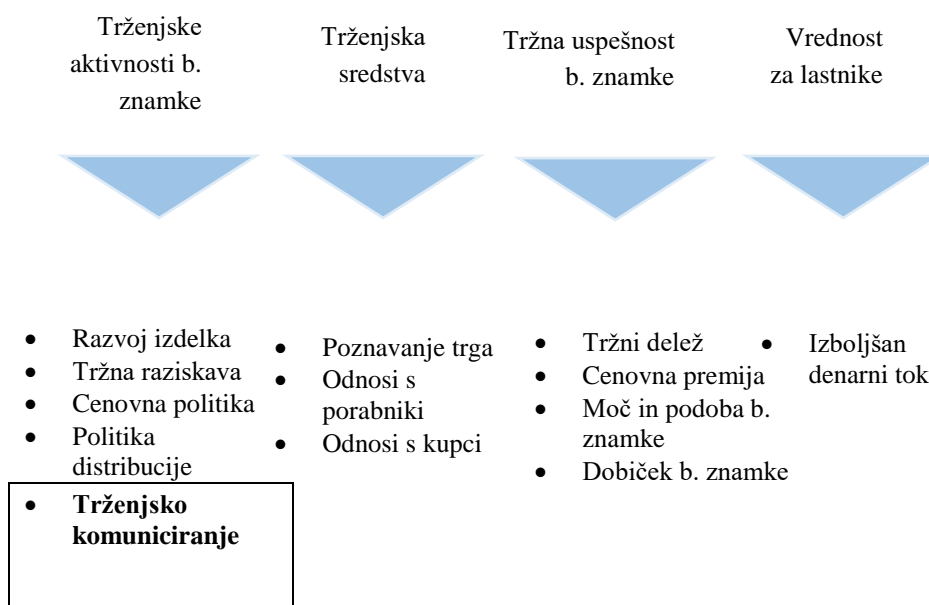 Trženjske
aktivnosti b.
znamke
Trženjska
sredstva
Tržna uspešnost
b. znamke
Vrednost
za lastnike
• Razvoj izdelka
• Tržna raziskava
• Cenovna politika
• Politika
distribucije
• Trženjsko
komuniciranje
• Poznavanje trga
• Odnosi s
porabniki
• Odnosi s kupci
• Tržni delež
• Cenovna premija
• Moč in podoba b.
znamke
• Dobiček b. znamke
• Izboljšan
denarni tok